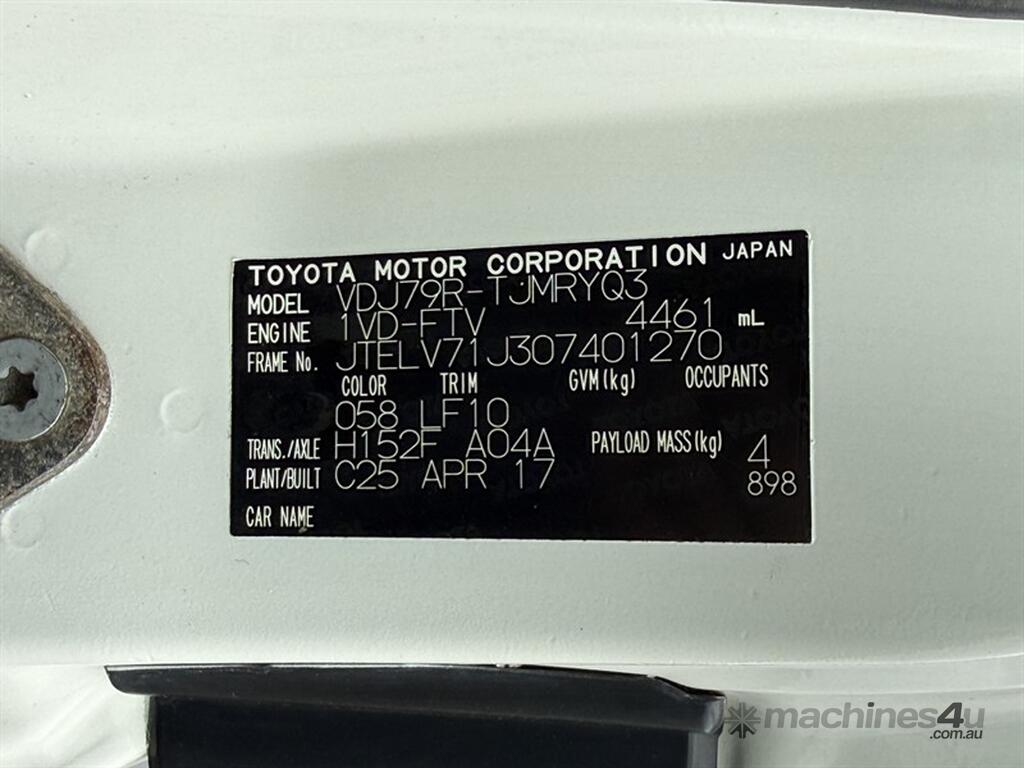 TOYOTA MOTOR CORPORATION JAPAN
MODEL VDJ79R-TJMRYQ3
ENGINE 1VD-FTV 4461 mL
FRAME No. JTELV71J307401270
COLOR TRIM GVM(kg) OCCUPANTS
058 LF10
TRANS./AXLE H152F A04A PAYLOAD MASS(kg) 4
PLANT/BUILT C25 APR 17 898
CAR NAME
machines4u
.com.au